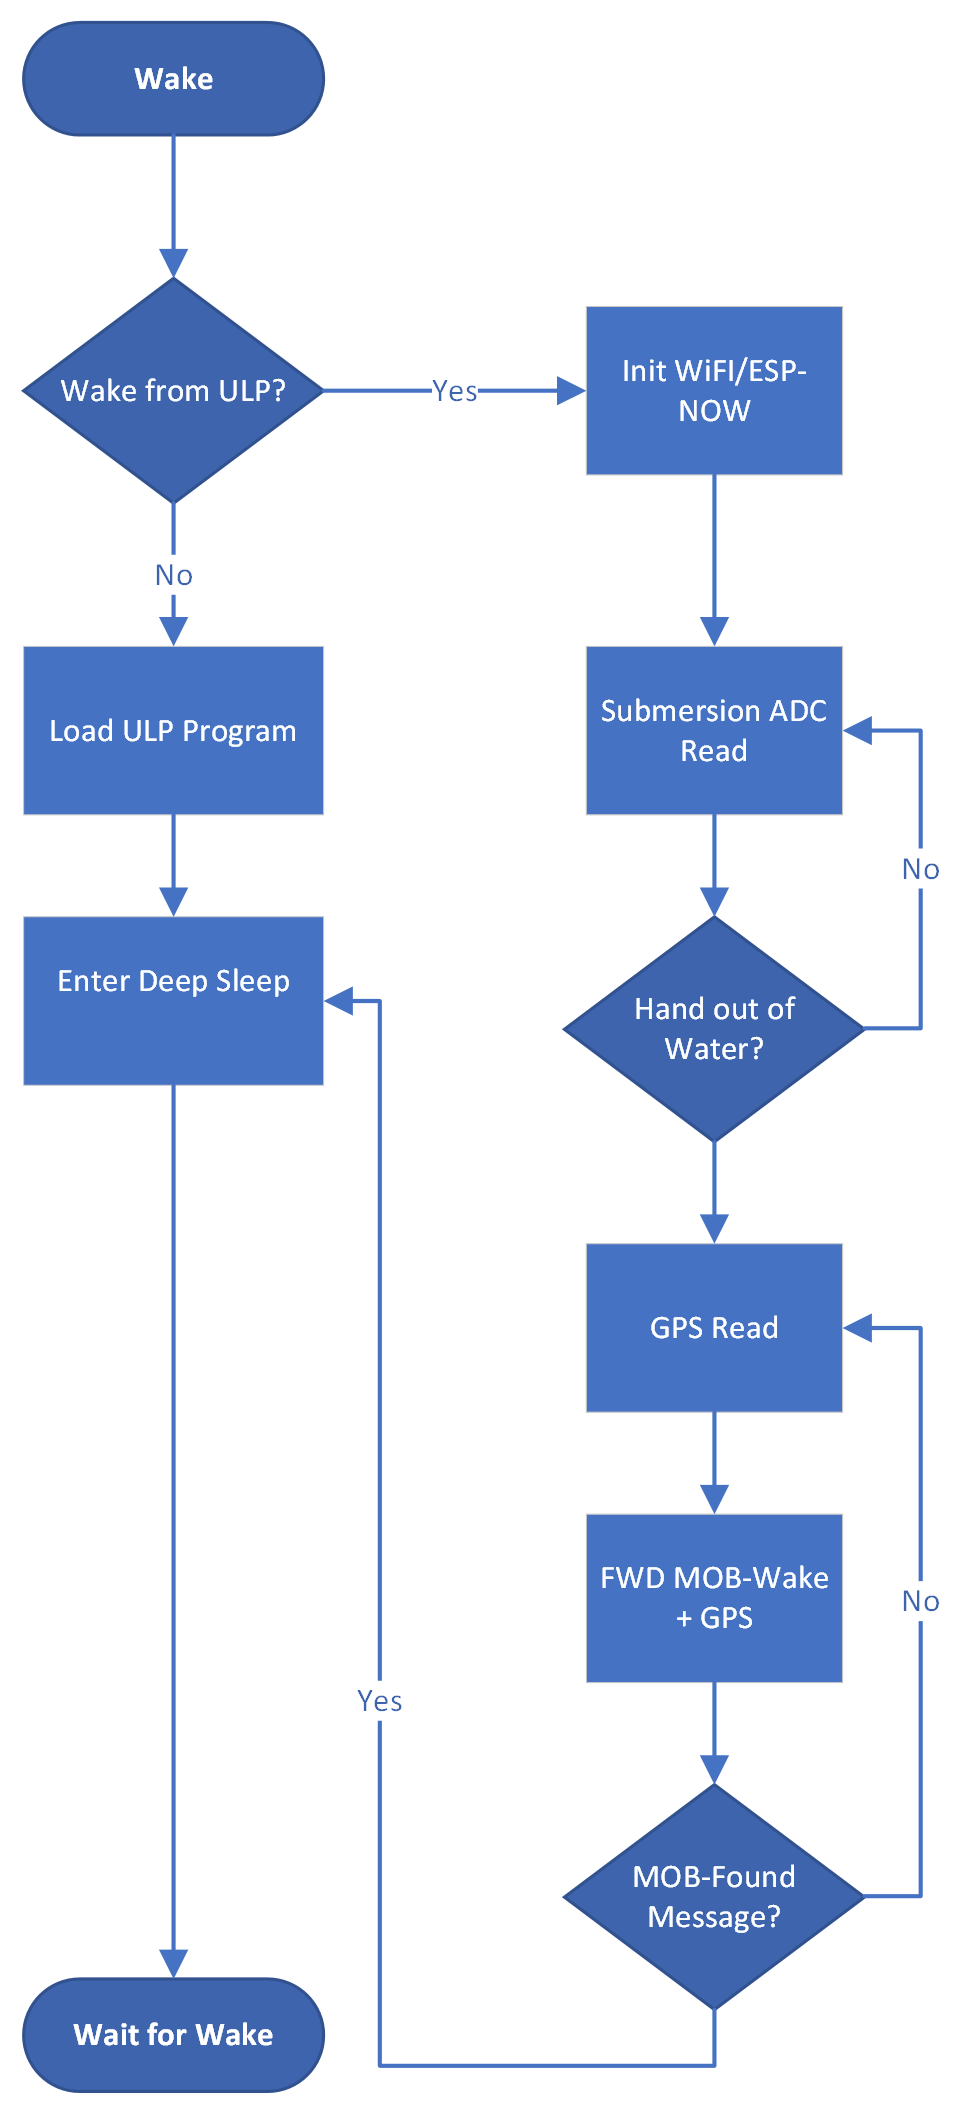 Wake
Wake from ULP?
Yes
Init WiFI/ESP-
NOW
No
Load ULP Program
Submersion ADC
Read
No
Enter Deep Sleep
Hand out of
Water?
GPS Read
FWD MOB-Wake
+ GPS
No
Yes
MOB-Found
Message?
Wait for Wake